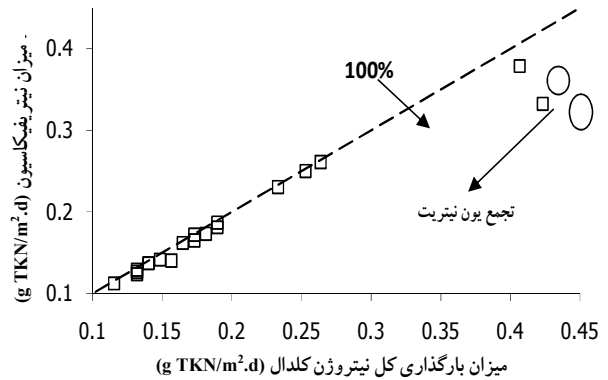 میزان نیتریفیکاسیون (g TKN/m².d)
0.4
0.3
0.2
0.1
100%
تجمع یون نیتریت
0.1 0.15 0.2 0.25 0.3 0.35 0.4 0.45
میزان بارگذاری کل نیتروژن کلدال (g TKN/m².d)